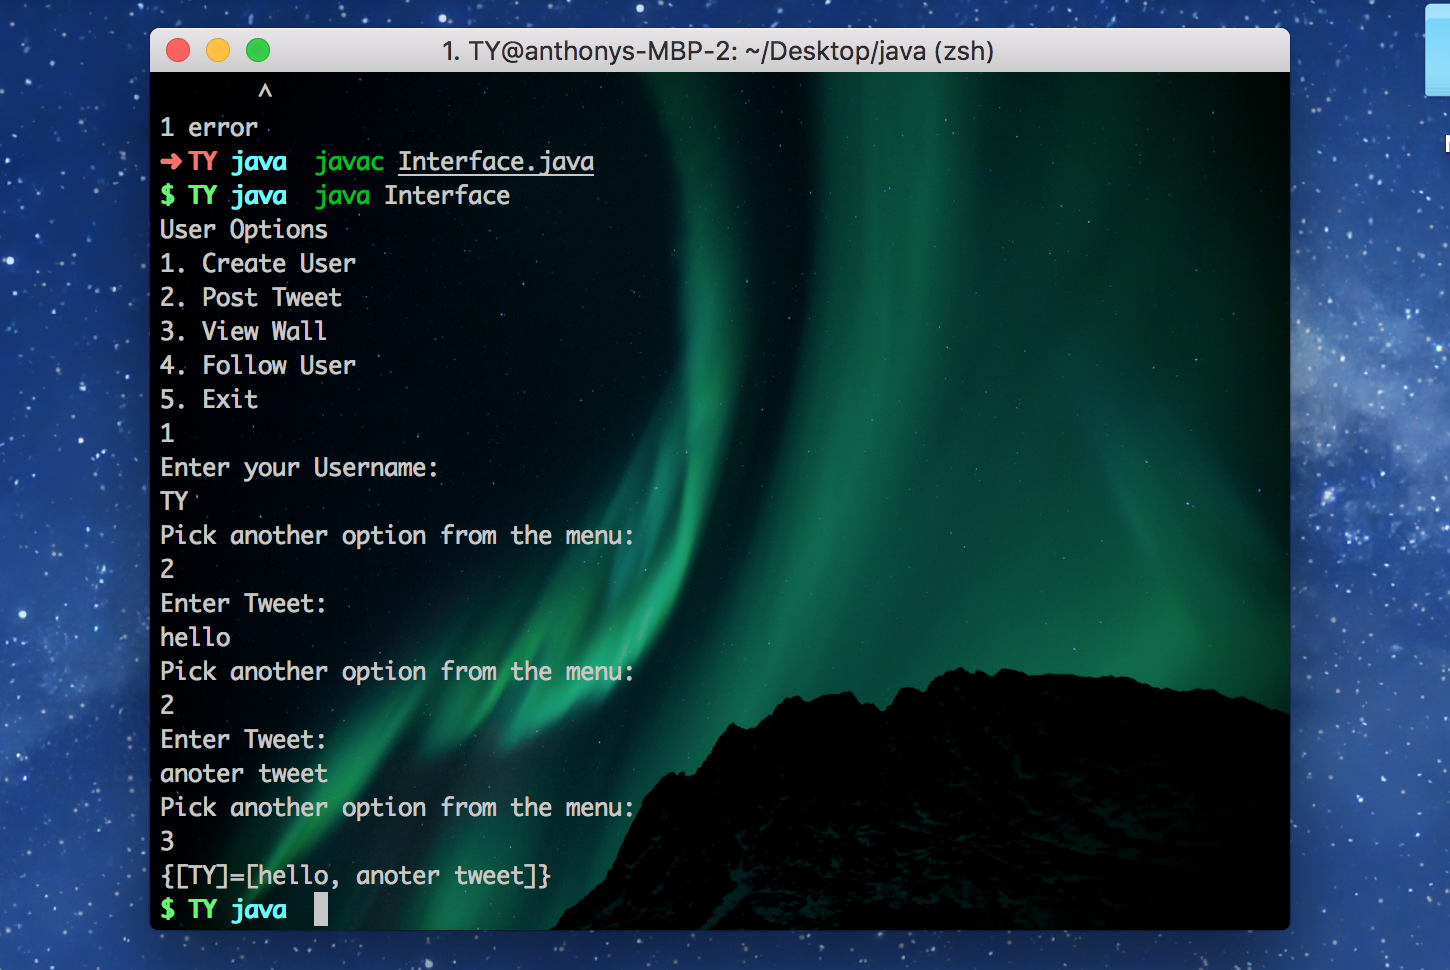 1. TY@anthonys-MBP-2: ~/Desktop/java (zsh)
^
1 error
➜ TY java javac Interface.java
$ TY java java Interface
User Options
1. Create User
2. Post Tweet
3. View Wall
4. Follow User
5. Exit
1
Enter your Username:
TY
Pick another option from the menu:
2
Enter Tweet:
hello
Pick another option from the menu:
2
Enter Tweet:
anoter tweet
Pick another option from the menu:
3
{[TY]=[hello, anoter tweet]}
$ TY java